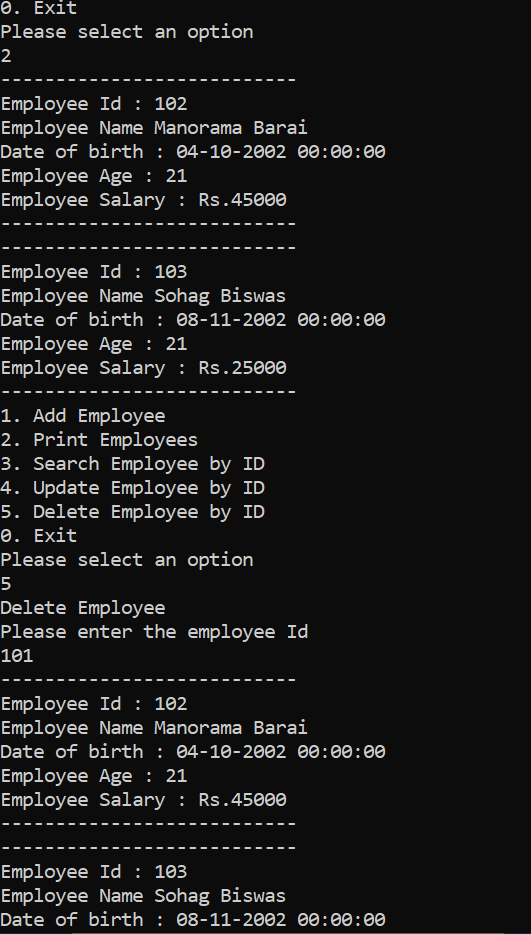 0. Exit
Please select an option
2
---------------------------
Employee Id : 102
Employee Name Manorama Barai
Date of birth : 04-10-2002 00:00:00
Employee Age : 21
Employee Salary : Rs.45000
---------------------------
---------------------------
Employee Id : 103
Employee Name Sohag Biswas
Date of birth : 08-11-2002 00:00:00
Employee Age : 21
Employee Salary : Rs.25000
---------------------------
1. Add Employee
2. Print Employees
3. Search Employee by ID
4. Update Employee by ID
5. Delete Employee by ID
0. Exit
Please select an option
5
Delete Employee
Please enter the employee Id
101
---------------------------
Employee Id : 102
Employee Name Manorama Barai
Date of birth : 04-10-2002 00:00:00
Employee Age : 21
Employee Salary : Rs.45000
---------------------------
---------------------------
Employee Id : 103
Employee Name Sohag Biswas
Date of birth : 08-11-2002 00:00:00